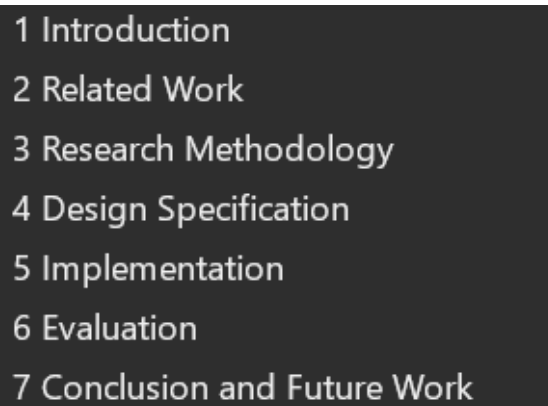 1 Introduction
2 Related Work
3 Research Methodology
4 Design Specification
5 Implementation
6 Evaluation
7 Conclusion and Future Work